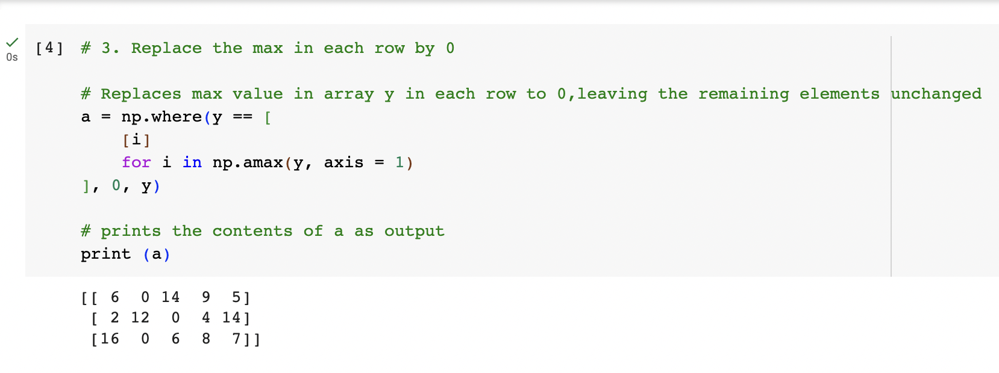 [4] # 3. Replace the max in each row by 0
0s
# Replaces max value in array y in each row to 0,leaving the remaining elements unchanged
a = np.where(y == [
    [i]
    for i in np.amax(y, axis = 1)
], 0, y)
# prints the contents of a as output
print (a)
[[ 6  0 14  9  5]
 [ 2 12  0  4 14]
 [16  0  6  8  7]]